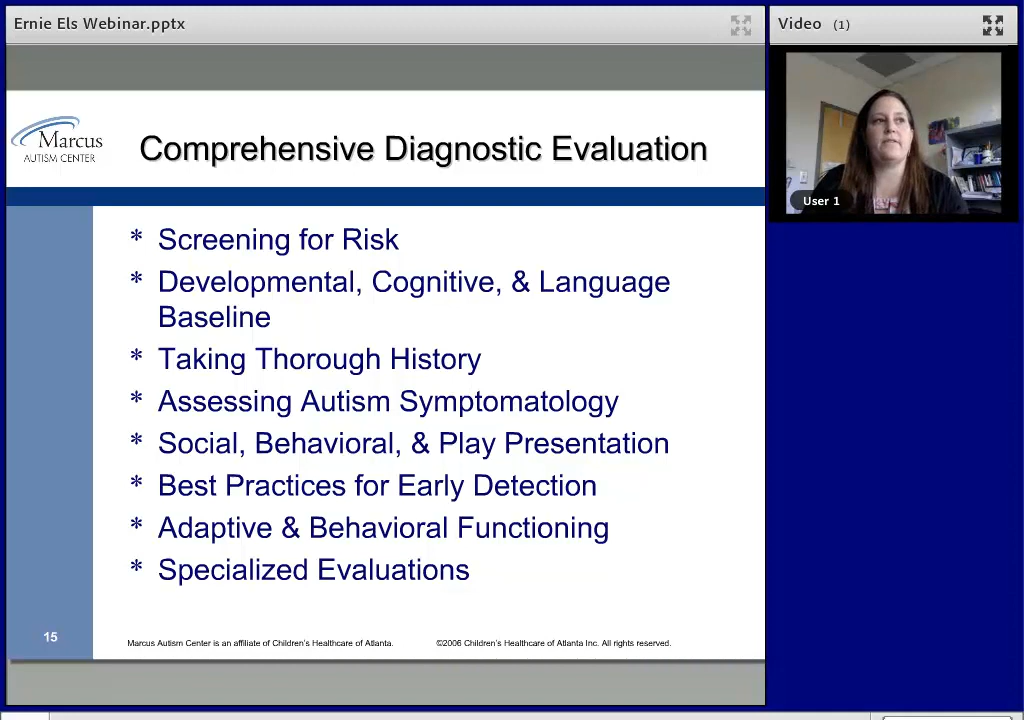 Ernie Els Webinar.pptx
Video (1)
Marcus
AUTISM CENTER
Comprehensive Diagnostic Evaluation
User 1
* Screening for Risk
* Developmental, Cognitive, & Language
Baseline
* Taking Thorough History
* Assessing Autism Symptomatology
* Social, Behavioral, & Play Presentation
* Best Practices for Early Detection
* Adaptive & Behavioral Functioning
* Specialized Evaluations
15
Marcus Autism Center is an affiliate of Children's Healthcare of Atlanta. ©2006 Children's Healthcare of Atlanta Inc. All rights reserved.